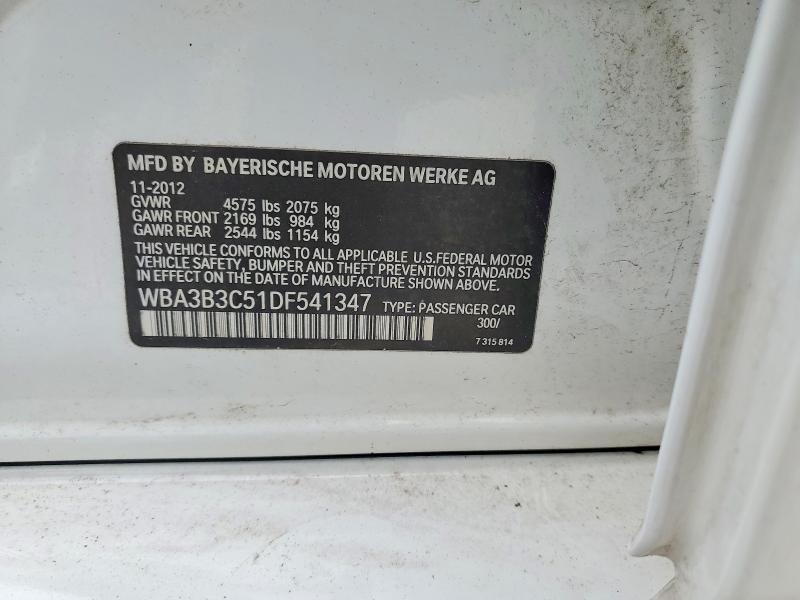 MFD BY BAYERISCHE MOTOREN WERKE AG
11-2012
GVWR 4575 lbs 2075 kg
GAWR FRONT 2169 lbs 984 kg
GAWR REAR 2544 lbs 1154 kg
THIS VEHICLE CONFORMS TO ALL APPLICABLE U.S.FEDERAL MOTOR
VEHICLE SAFETY, BUMPER AND THEFT PREVENTION STANDARDS
IN EFFECT ON THE DATE OF MANUFACTURE SHOWN ABOVE.
WBA3B3C51DF541347 TYPE: PASSENGER CAR
300/
7 315 814